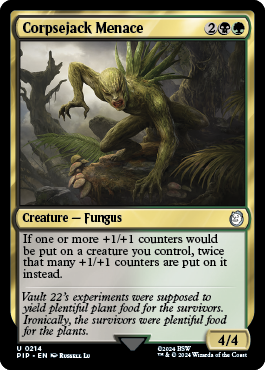 Corpsejack Menace 2
Creature — Fungus
If one or more +1/+1 counters would
be put on a creature you control, twice
that many +1/+1 counters are put on it
instead.
Vault 22's experiments were supposed to
yield plentiful plant food for the survivors.
Ironically, the survivors were plentiful food
for the plants.
4/4
U 0214
PIP • EN Russell Lu
©2024 BSW
™ & © 2024 Wizards of the Coast